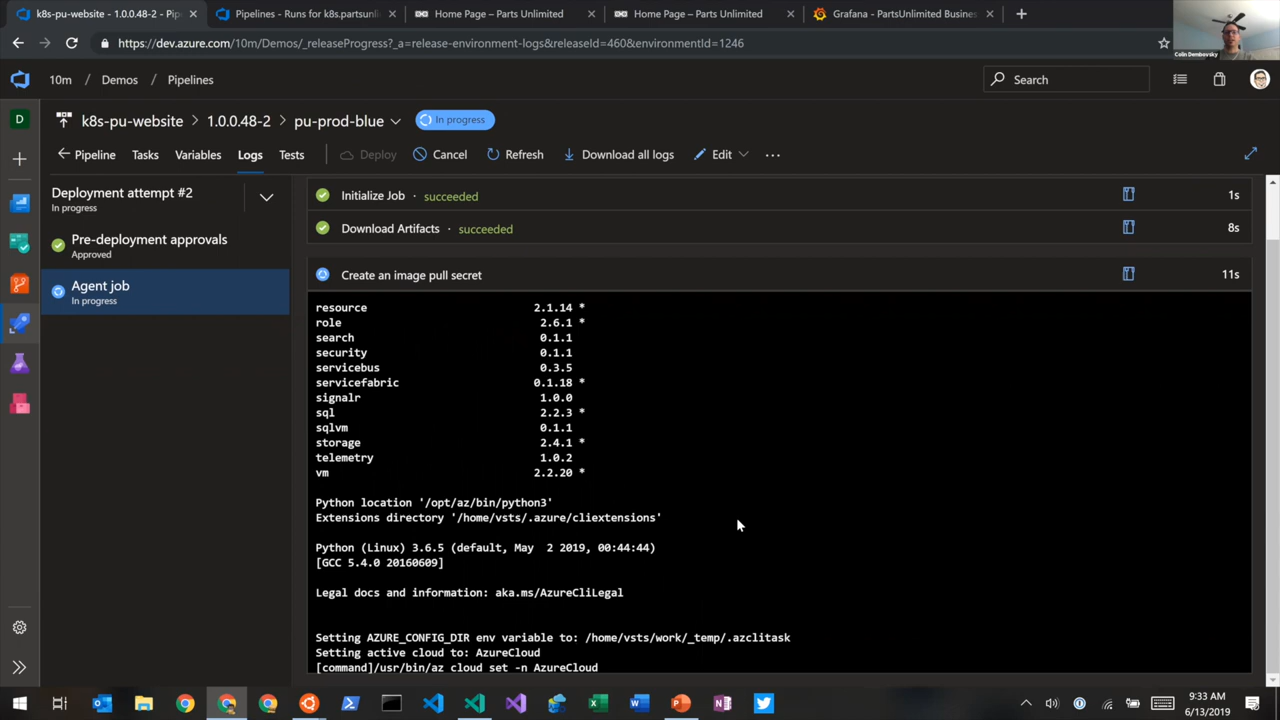 k8s-pu-website - 1.0.0.48-2 - Pip
Pipelines - Runs for k8s.partsunli
Home Page - Parts Unlimited
Home Page - Parts Unlimited
Grafana - PartsUnlimited Busines
https://dev.azure.com/10m/Demos/_releaseProgress?_a=release-environment-logs&releaseId=460&environmentId=1246
Colin Dembovsky
10m / Demos / Pipelines
Search
D
k8s-pu-website > 1.0.0.48-2 > pu-prod-blue
In progress
Pipeline Tasks Variables Logs Tests Deploy Cancel Refresh Download all logs Edit ...
Deployment attempt #2
In progress
Pre-deployment approvals
Approved
Agent job
In progress
Initialize Job · succeeded 1s
Download Artifacts · succeeded 8s
Create an image pull secret 11s
resource 2.1.14 *
role 2.6.1 *
search 0.1.1
security 0.1.1
servicebus 0.3.5
servicefabric 0.1.18 *
signalr 1.0.0
sql 2.2.3 *
sqlvm 0.1.1
storage 2.4.1 *
telemetry 1.0.2
vm 2.2.20 *
Python location '/opt/az/bin/python3'
Extensions directory '/home/vsts/.azure/cliextensions'
Python (Linux) 3.6.5 (default, May 2 2019, 00:44:44)
[GCC 5.4.0 20160609]
Legal docs and information: aka.ms/AzureCliLegal
Setting AZURE_CONFIG_DIR env variable to: /home/vsts/work/_temp/.azclitask
Setting active cloud to: AzureCloud
[command]/usr/bin/az cloud set -n AzureCloud
9:33 AM
6/13/2019